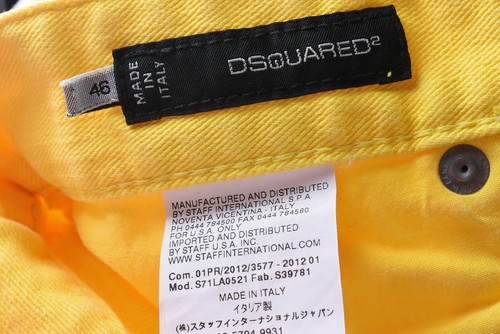 46
MADE
IN
ITALY
DSQUARED²
MANUFACTURED AND DISTRIBUTED
BY STAFF INTERNATIONAL S.P.A
NOVENTA VICENTINA - ITALY
PH 0444 784500 FAX 0444 784580
FOR U.S.A. ONLY
IMPORTED AND DISTRIBUTED
BY STAFF U.S.A. INC
WWW.STAFFINTERNATIONAL.COM
Com. 01PR/2012/3577 - 2012 01
Mod. S71LA0521 Fab. S39781
MADE IN ITALY
イタリア製
(株)スタッフインターナショナルジャパン
9931